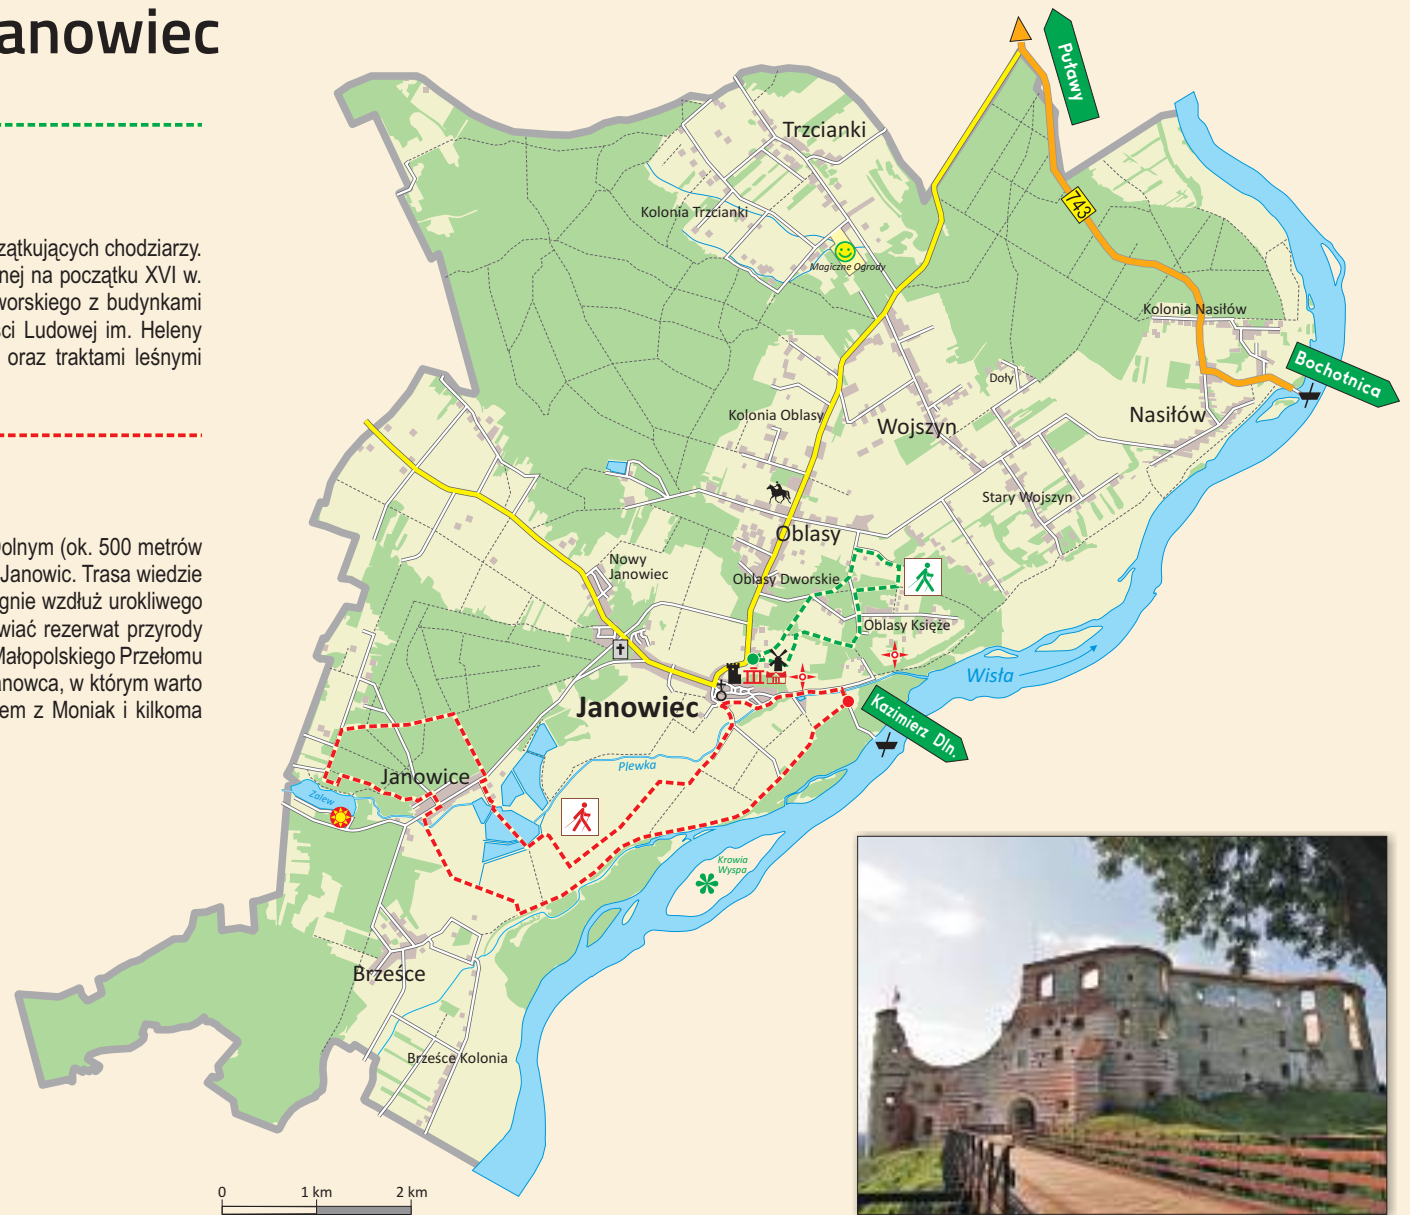 anowiec
zątkujących chodziarzy.
nej na początku XVI w.
worskiego z budynkami
ści Ludowej im. Heleny
oraz traktami leśnymi
Dolnym (ok. 500 metrów
Janowic. Trasa wiedzie
gnie wzdłuż urokliwego
wiać rezerwat przyrody
Małopolskiego Przełomu
anowca, w którym warto
em z Moniak i kilkoma
Puławy
Trzcianki
743
Kolonia Trzcianki
Magiczne Ogrody
Kolonia Nasiłów
Bochotnica
Doły
Kolonia Oblasy
Wojszyn
Nasiłów
Stary Wojszyn
Oblasy
Nowy
Janowiec
Oblasy Dworskie
Oblasy Księże
Wisła
Janowiec
Kazimierz Dln.
Plewka
Janowice
Zalew
Krowia
Wyspa
Brześce
Brześce Kolonia
0 1 km 2 km